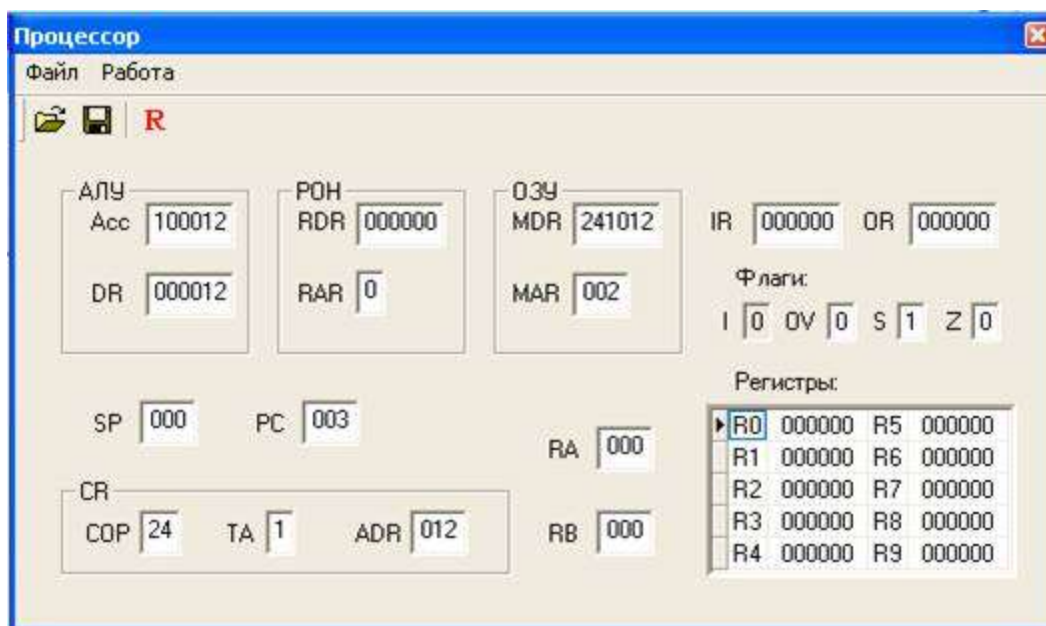 Процессор
Файл Работа
R
АЛУ РОН ОЗУ
Acc 100012 RDR 000000 MDR 241012 IR 000000 OR 000000
DR 000012 RAR 0 MAR 002
Флаги:
I 0 OV 0 S 1 Z 0
Регистры:
SP 000 PC 003
RA 000
R0 000000 R5 000000
R1 000000 R6 000000
R2 000000 R7 000000
R3 000000 R8 000000
R4 000000 R9 000000
CR
COP 24 TA 1 ADR 012
RB 000